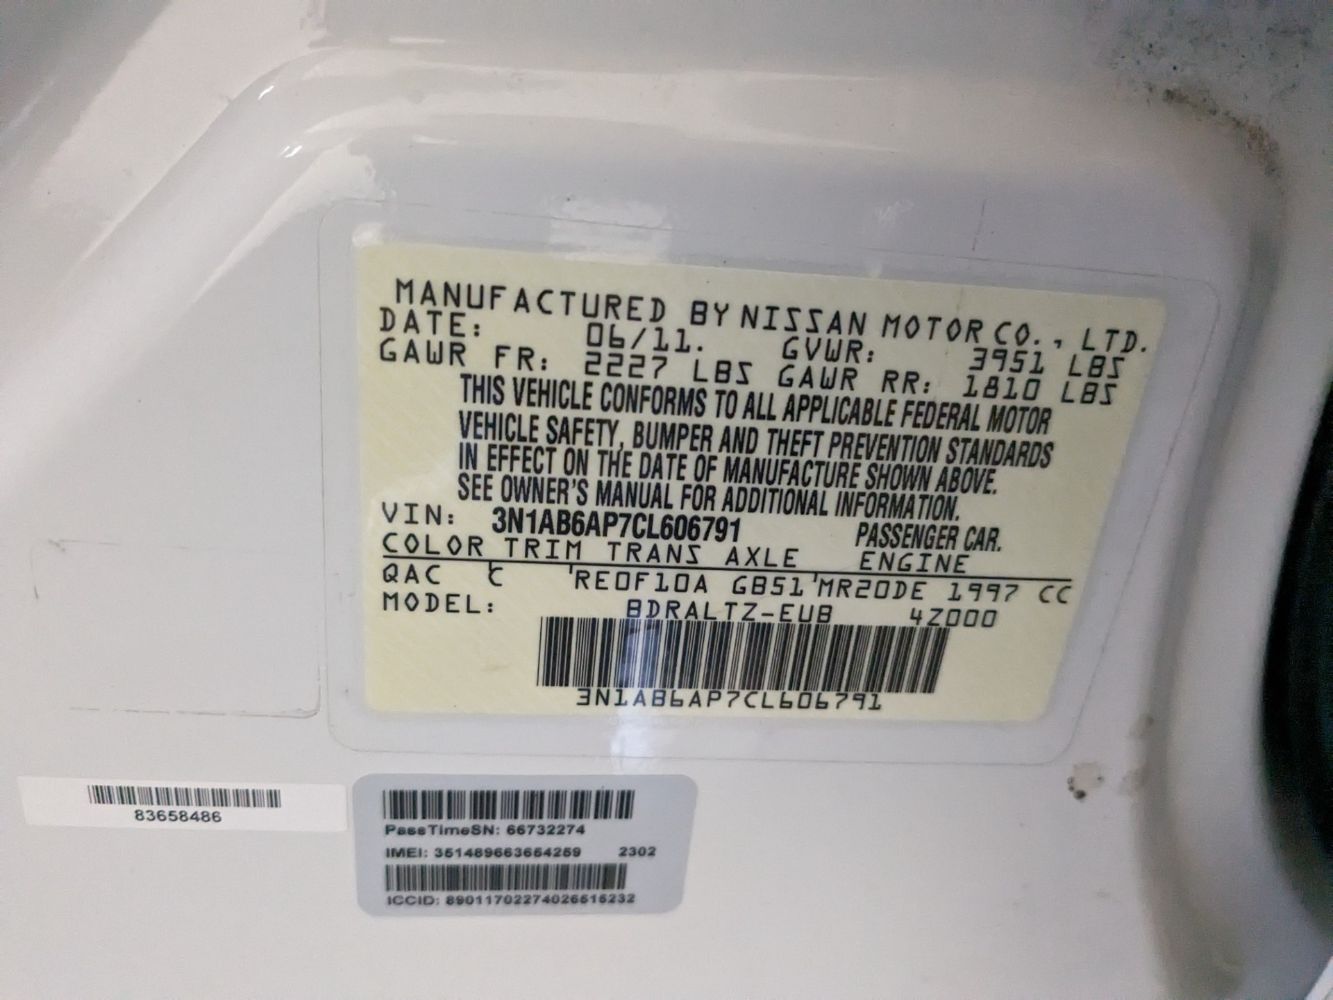 MANUFACTURED BY NISSAN MOTOR CO., LTD.
DATE: 06/11. GVWR: 3951 LBS
GAWR FR: 2227 LBS GAWR RR: 1810 LBS
THIS VEHICLE CONFORMS TO ALL APPLICABLE FEDERAL MOTOR
VEHICLE SAFETY, BUMPER AND THEFT PREVENTION STANDARDS
IN EFFECT ON THE DATE OF MANUFACTURE SHOWN ABOVE.
SEE OWNER'S MANUAL FOR ADDITIONAL INFORMATION.
VIN: 3N1AB6AP7CL606791 PASSENGER CAR.
COLOR TRIM TRANS AXLE ENGINE
QAC C RE0F10A GB51 MR20DE 1997 CC
MODEL: BDRALTZ-EUB 4Z000
3N1AB6AP7CL606791
83658486
PassTimeSN: 66732274
IMEI: 351489663654259 2302
ICCID: 89011702274026515232